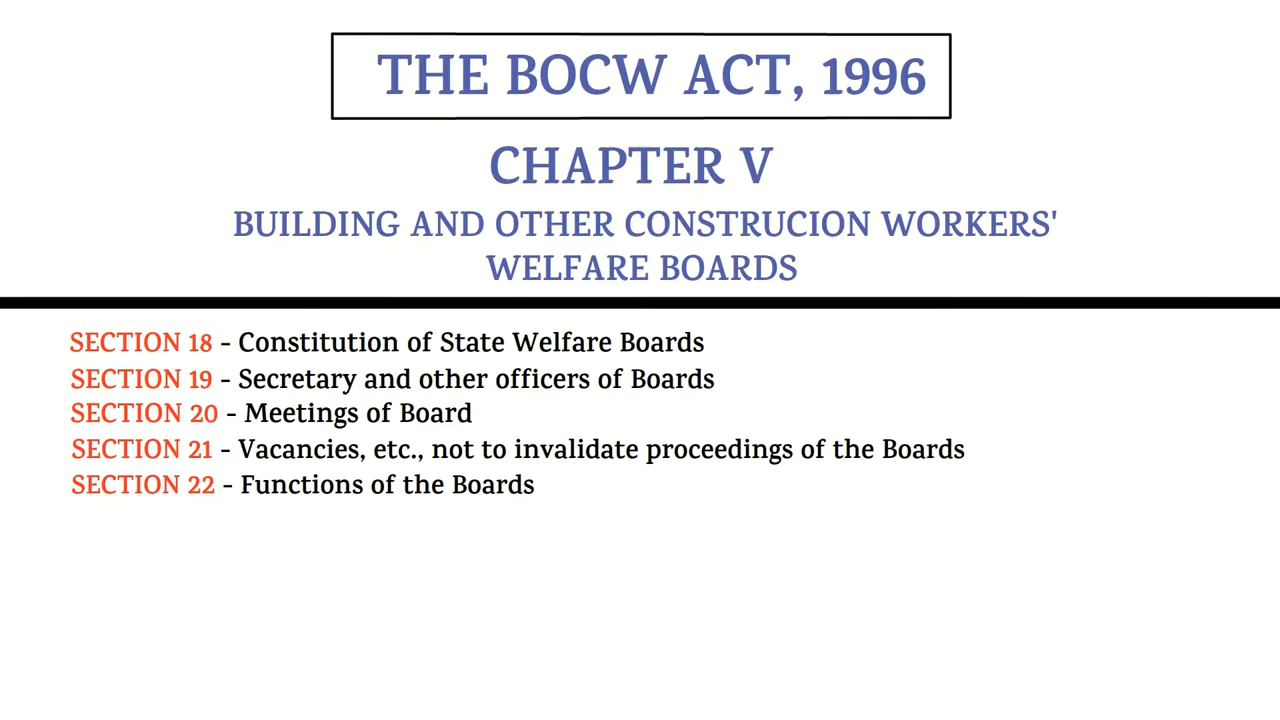 THE BOCW ACT, 1996
CHAPTER V
BUILDING AND OTHER CONSTRUCION WORKERS'
WELFARE BOARDS
SECTION 18 - Constitution of State Welfare Boards
SECTION 19 - Secretary and other officers of Boards
SECTION 20 - Meetings of Board
SECTION 21 - Vacancies, etc., not to invalidate proceedings of the Boards
SECTION 22 - Functions of the Boards